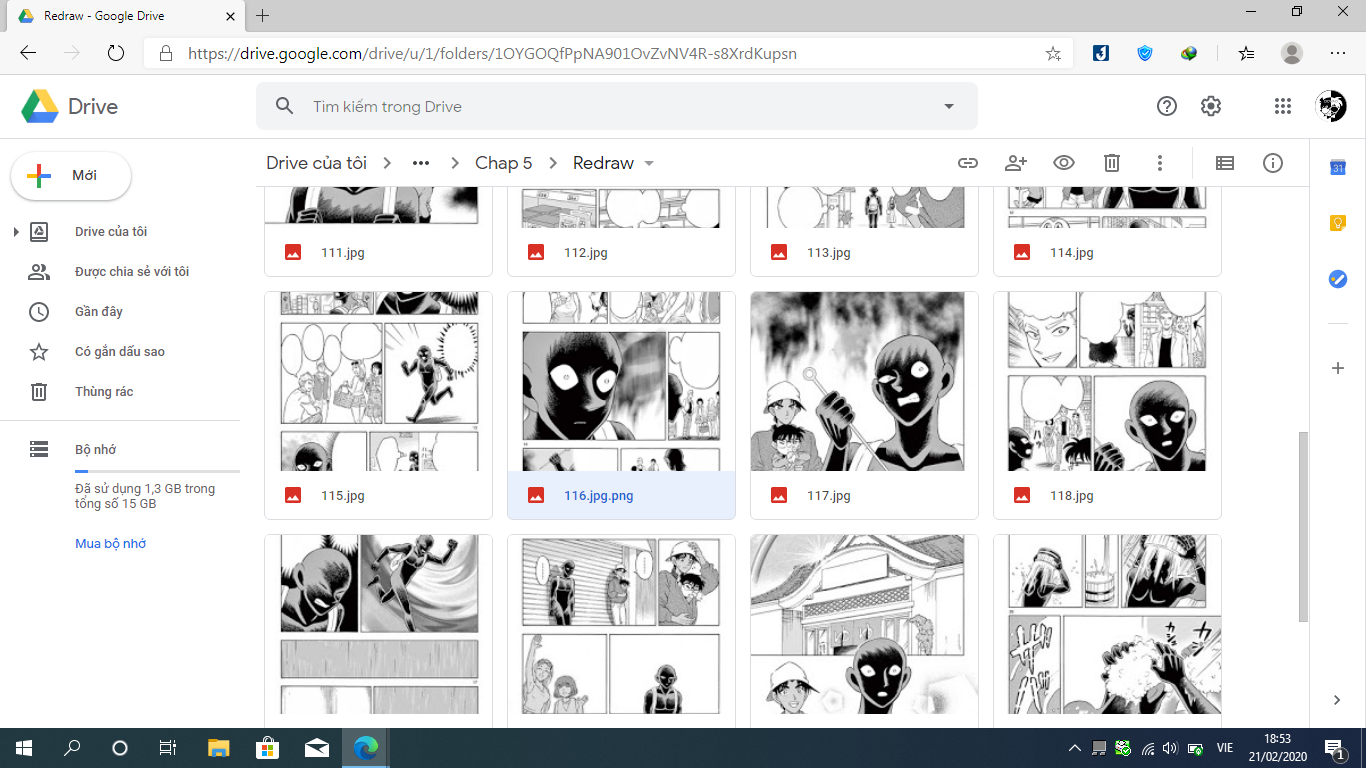 Redraw - Google Drive
https://drive.google.com/drive/u/1/folders/1OYGOQfPpNA901OvZvNV4R-s8XrdKupsn
Drive
Tìm kiếm trong Drive
Mới
Drive của tôi
Chap 5
Redraw
Drive của tôi
Được chia sẻ với tôi
Gần đây
Có gắn dấu sao
Thùng rác
Bộ nhớ
Đã sử dụng 1,3 GB trong
tổng số 15 GB
Mua bộ nhớ
111.jpg
112.jpg
113.jpg
114.jpg
115.jpg
116.jpg.png
117.jpg
118.jpg
31
VIE
18:53
21/02/2020
1